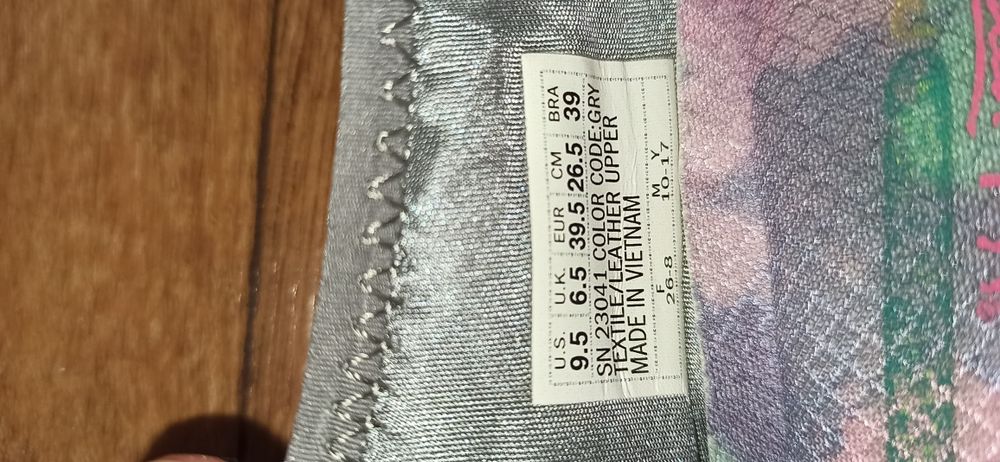 U.S. U.K EUR CM BRA
9.5 6.5 39.5 26.5 39
SN 23041 COLOR CODE:GRY
TEXTILE/LEATHER UPPER
MADE IN VIETNAM
F M Y
26-8 10-17